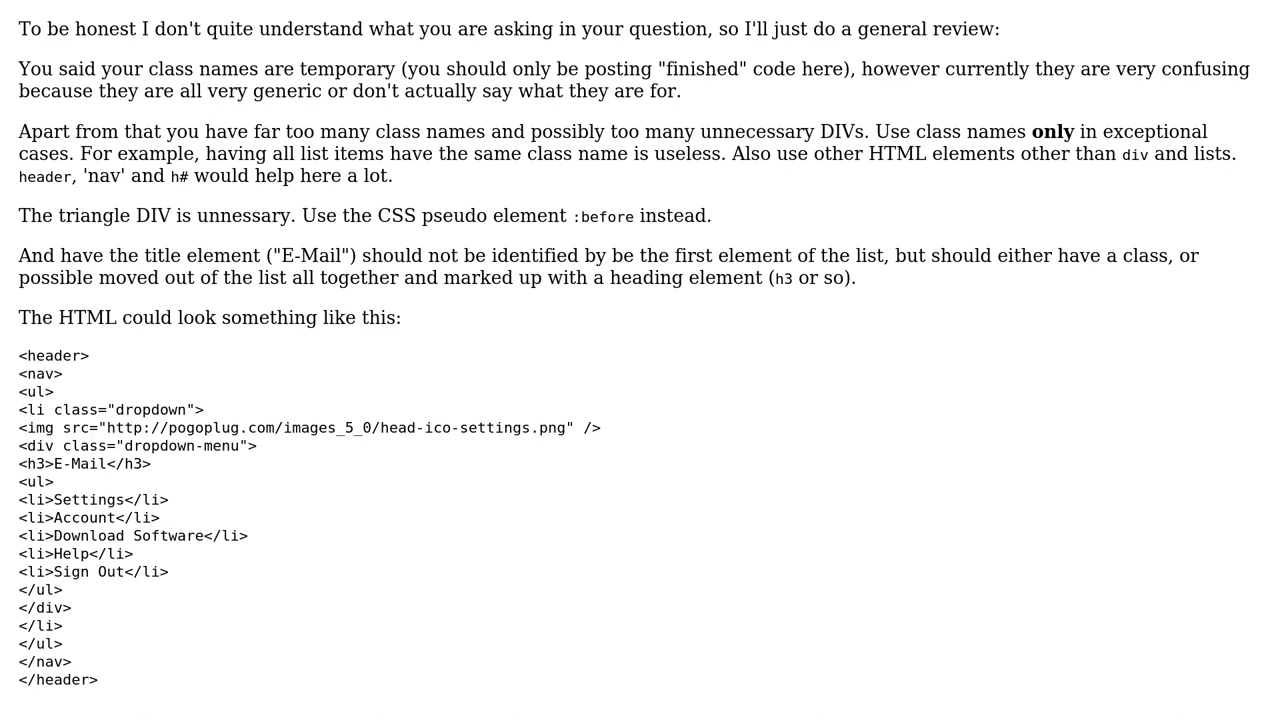 To be honest I don't quite understand what you are asking in your question, so I'll just do a general review:
You said your class names are temporary (you should only be posting "finished" code here), however currently they are very confusing
because they are all very generic or don't actually say what they are for.
Apart from that you have far too many class names and possibly too many unnecessary DIVs. Use class names only in exceptional
cases. For example, having all list items have the same class name is useless. Also use other HTML elements other than div and lists.
header, 'nav' and h# would help here a lot.
The triangle DIV is unnessary. Use the CSS pseudo element :before instead.
And have the title element ("E-Mail") should not be identified by be the first element of the list, but should either have a class, or
possible moved out of the list all together and marked up with a heading element (h3 or so).
The HTML could look something like this:
<header>
<nav>
<ul>
<li class="dropdown">
<img src="http://pogoplug.com/images_5_0/head-ico-settings.png" />
<div class="dropdown-menu">
<h3>E-Mail</h3>
<ul>
<li>Settings</li>
<li>Account</li>
<li>Download Software</li>
<li>Help</li>
<li>Sign Out</li>
</ul>
</div>
</li>
</ul>
</nav>
</header>